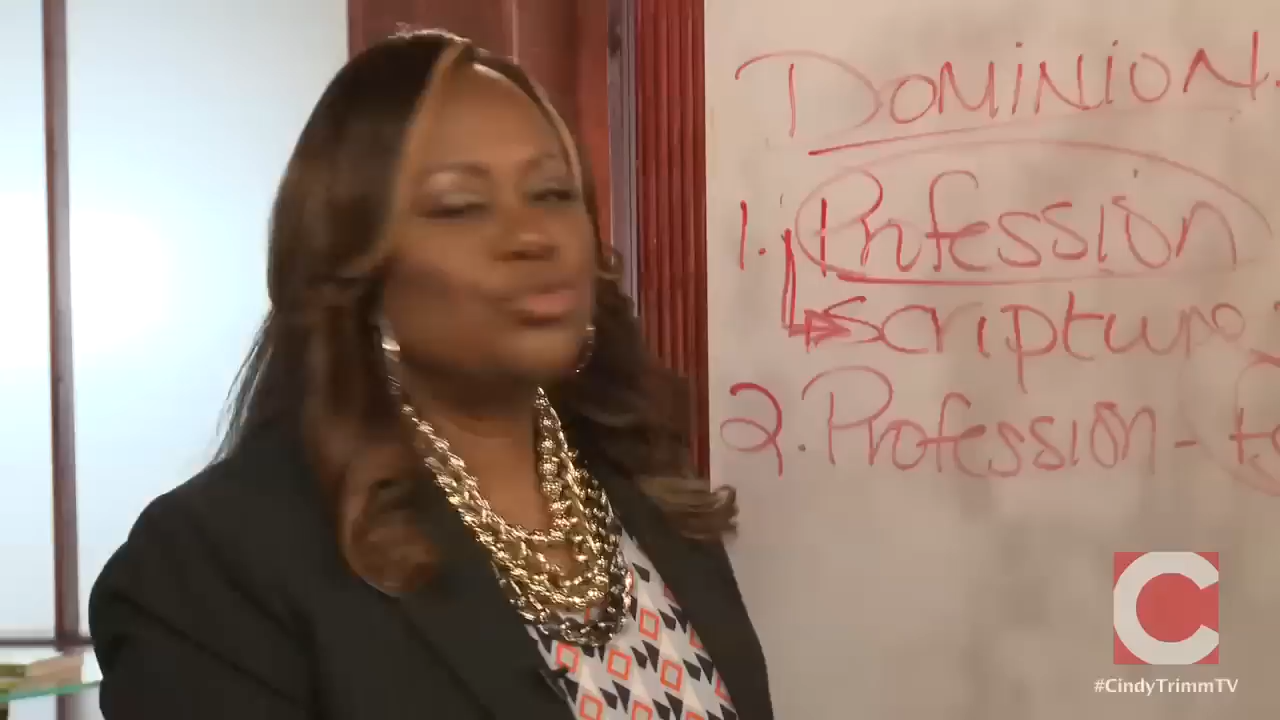 DOMINION
1. Profession
scripture
2. Profession -
C
#CindyTrimmTV